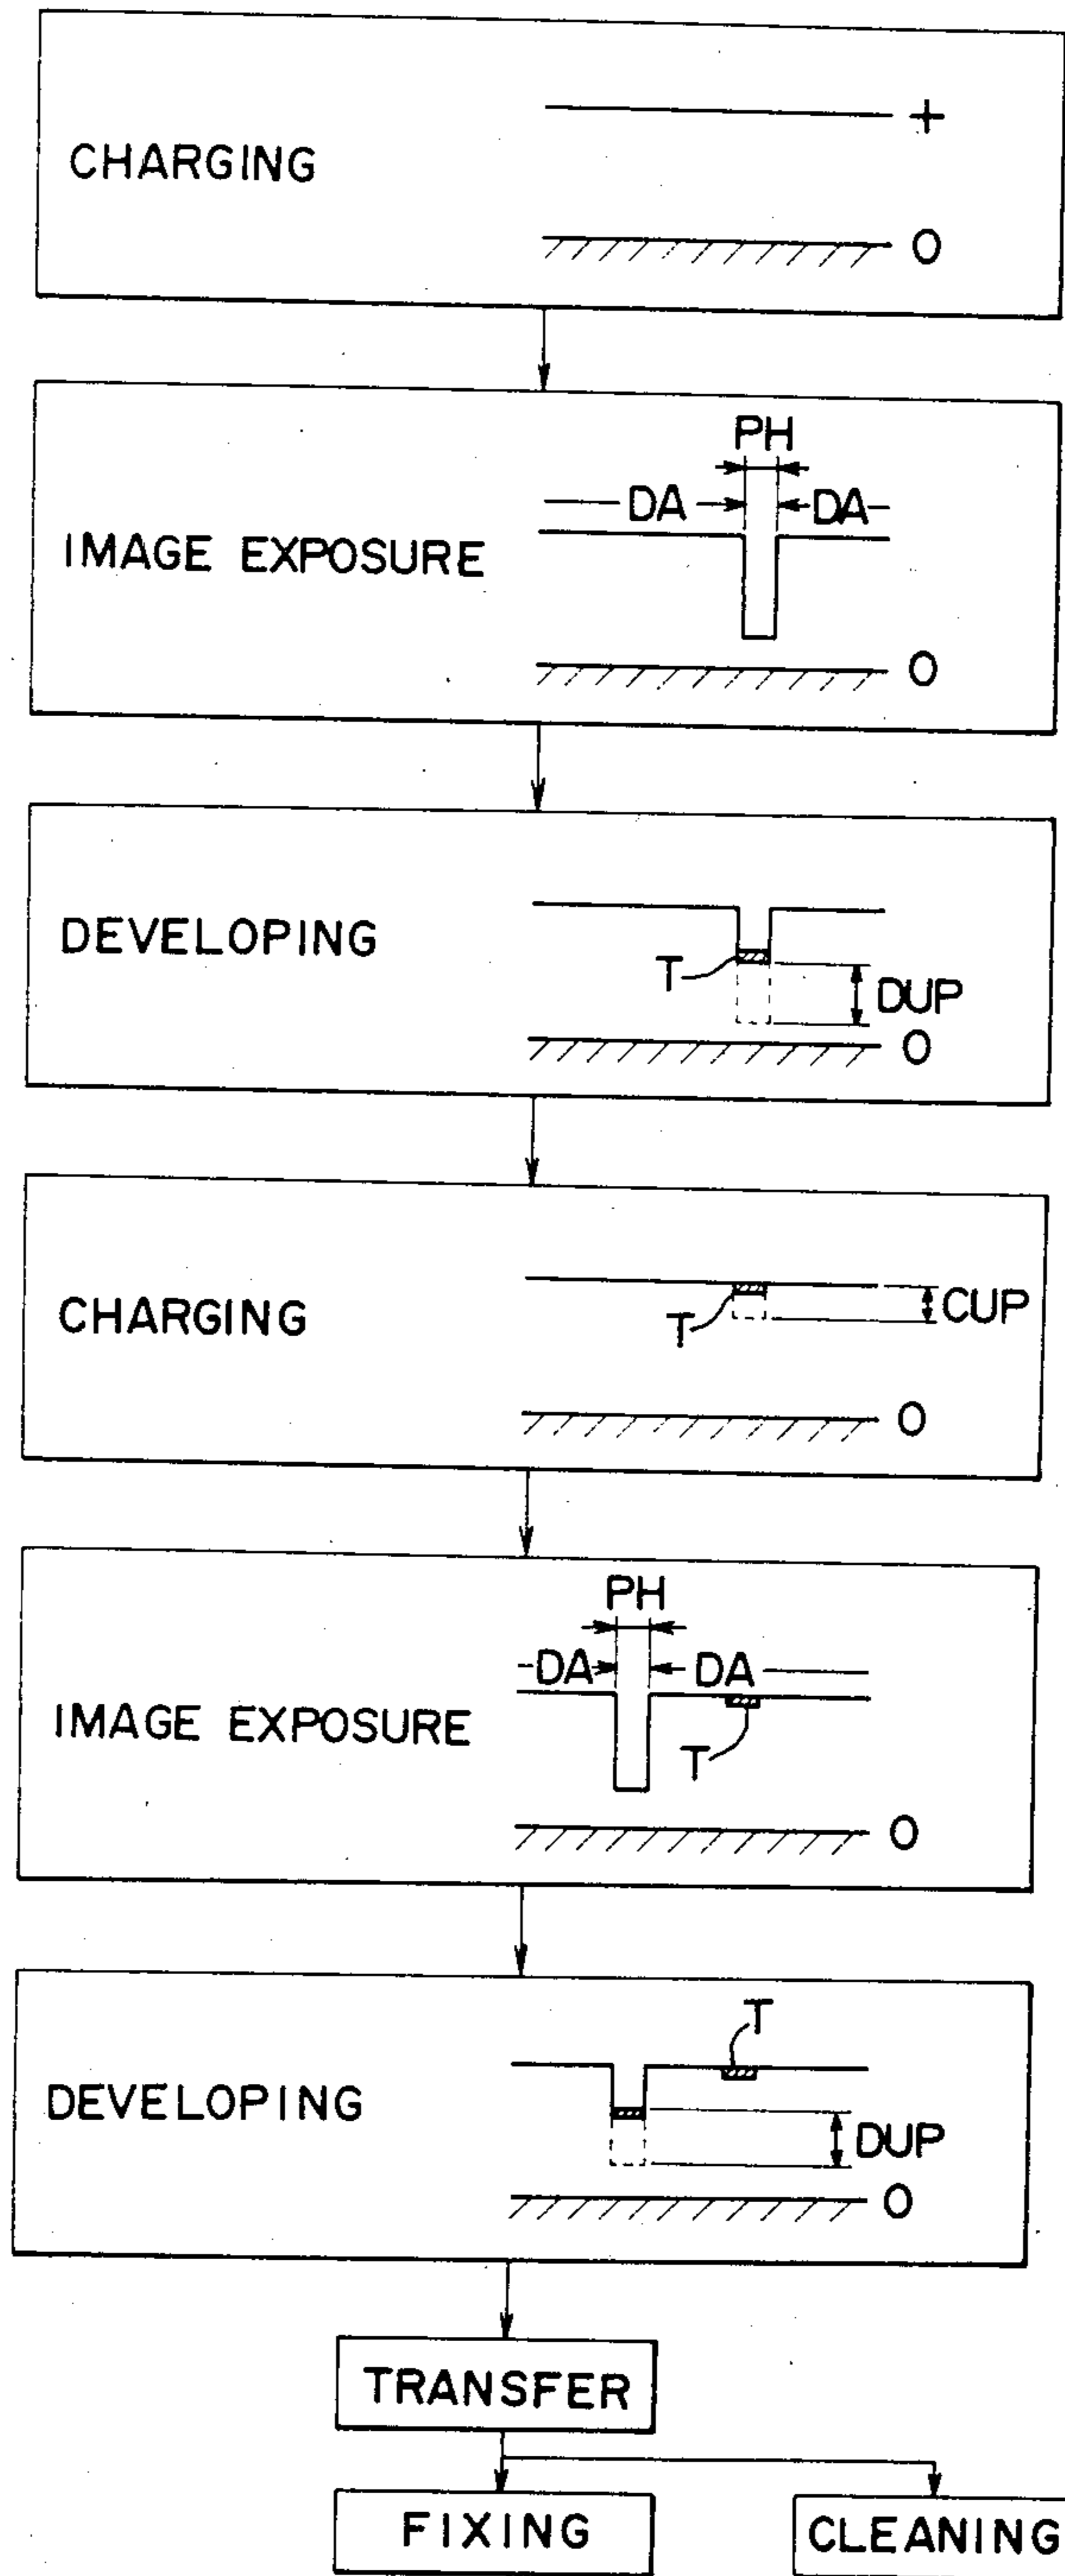 CHARGING
+
0
PH
DA DA
IMAGE EXPOSURE
0
DEVELOPING
T
DUP
0
CHARGING
T
CUP
0
PH
DA DA
IMAGE EXPOSURE
T
0
T
DEVELOPING
DUP
0
TRANSFER
FIXING
CLEANING